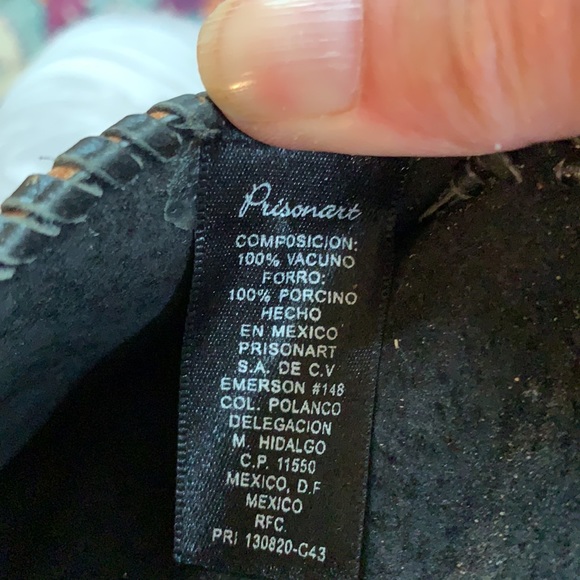 Prisonart
COMPOSICION:
100% VACUNO
FORRO:
100% PORCINO
HECHO
EN MEXICO
PRISONART
S.A. DE C.V
EMERSON #148
COL. POLANCO
DELEGACION
M. HIDALGO
C.P. 11550
MEXICO, D.F
MEXICO
RFC.
PRI 130820-C43